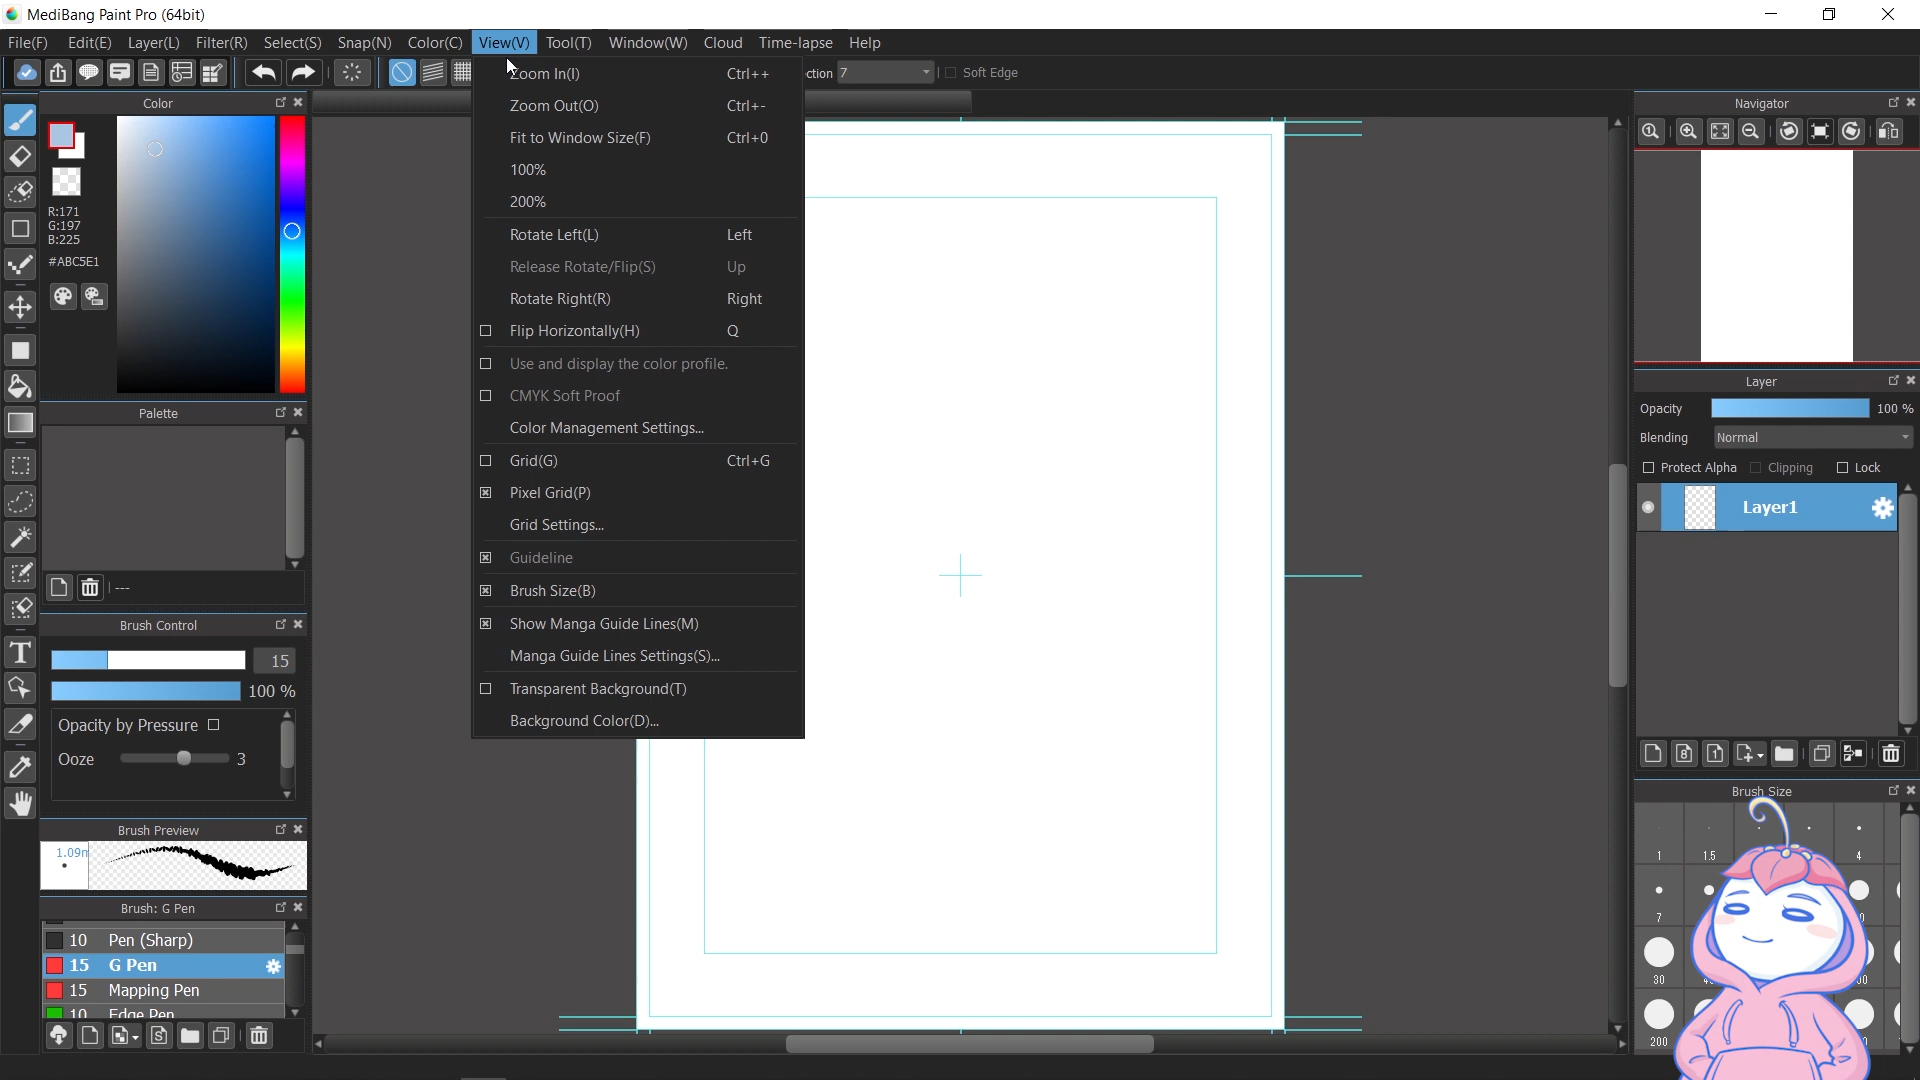 MediBang Paint Pro (64bit)
File(F) Edit(E) Layer(L) Filter(R) Select(S) Snap(N) Color(C) View(V) Tool(T) Window(W) Cloud Time-lapse Help
ction 7 Soft Edge
Color
R:171
G:197
B:225
#ABC5E1
Palette
---
Brush Control
15
100 %
Opacity by Pressure
Ooze 3
Brush Preview
Brush: G Pen
10 Pen (Sharp)
15 G Pen
15 Mapping Pen
10 Edge Pen
Zoom In(I) Ctrl++
Zoom Out(O) Ctrl+-
Fit to Window Size(F) Ctrl+0
100%
200%
Rotate Left(L) Left
Release Rotate/Flip(S) Up
Rotate Right(R) Right
Flip Horizontally(H) Q
Use and display the color profile.
CMYK Soft Proof
Color Management Settings...
Grid(G) Ctrl+G
Pixel Grid(P)
Grid Settings...
Guideline
Brush Size(B)
Show Manga Guide Lines(M)
Manga Guide Lines Settings(S)...
Transparent Background(T)
Background Color(D)...
Navigator
Layer
Opacity 100 %
Blending Normal
Protect Alpha Clipping Lock
Layer1
Brush Size
1 1.5 4
7
30
200